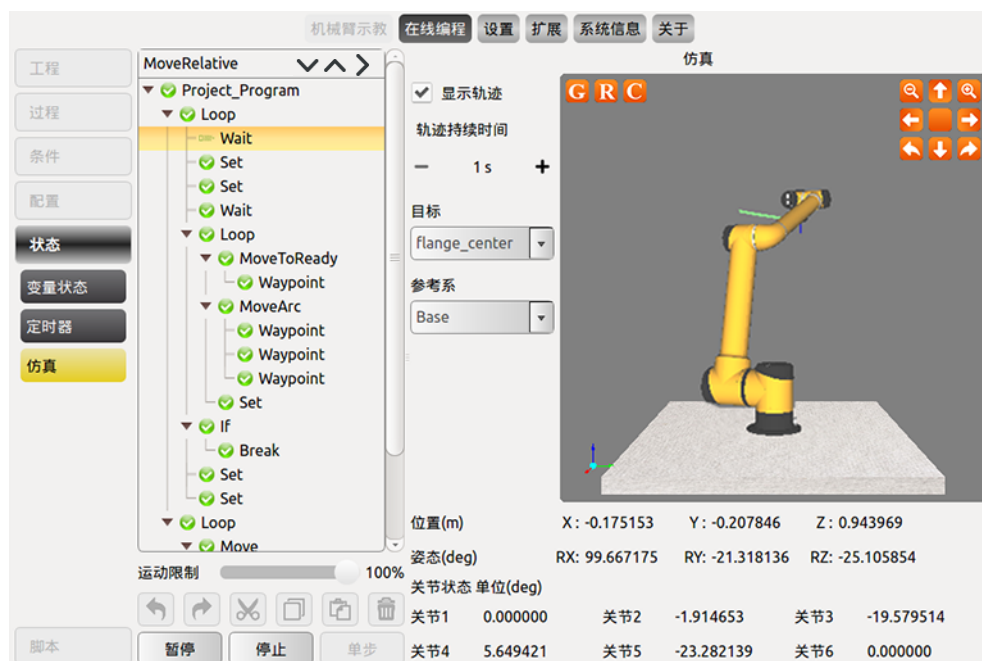 机械臂示教 在线编程 设置 扩展 系统信息 关于
工程
过程
条件
配置
状态
变量状态
定时器
仿真
脚本
MoveRelative
Project_Program
Loop
Wait
Set
Set
Wait
Loop
MoveToReady
Waypoint
MoveArc
Waypoint
Waypoint
Waypoint
Set
If
Break
Set
Set
Loop
Move
运动限制 100%
暂停 停止 单步
仿真
显示轨迹
轨迹持续时间
1 s
目标
flange_center
参考系
Base
G R C
位置(m) X : -0.175153 Y : -0.207846 Z : 0.943969
姿态(deg) RX: 99.667175 RY: -21.318136 RZ: -25.105854
关节状态 单位(deg)
关节1 0.000000 关节2 -1.914653 关节3 -19.579514
关节4 5.649421 关节5 -23.282139 关节6 0.000000